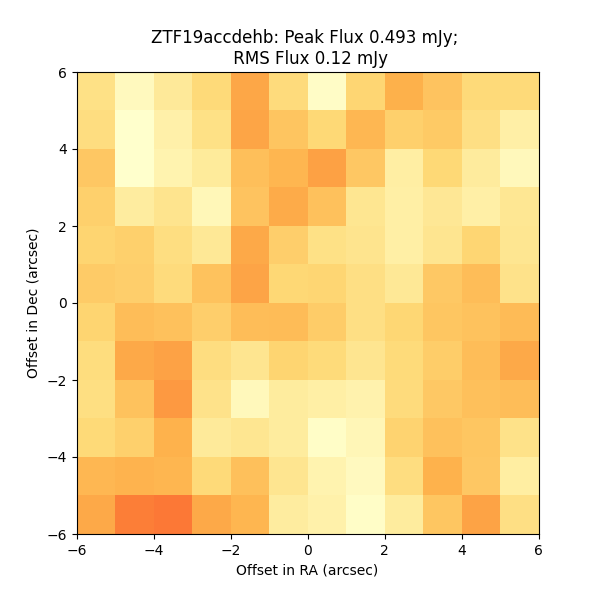 ZTF19accdehb: Peak Flux 0.493 mJy;
RMS Flux 0.12 mJy
6
4
2
0
−2
−4
−6
Offset in Dec (arcsec)
−6 −4 −2 0 2 4 6
Offset in RA (arcsec)